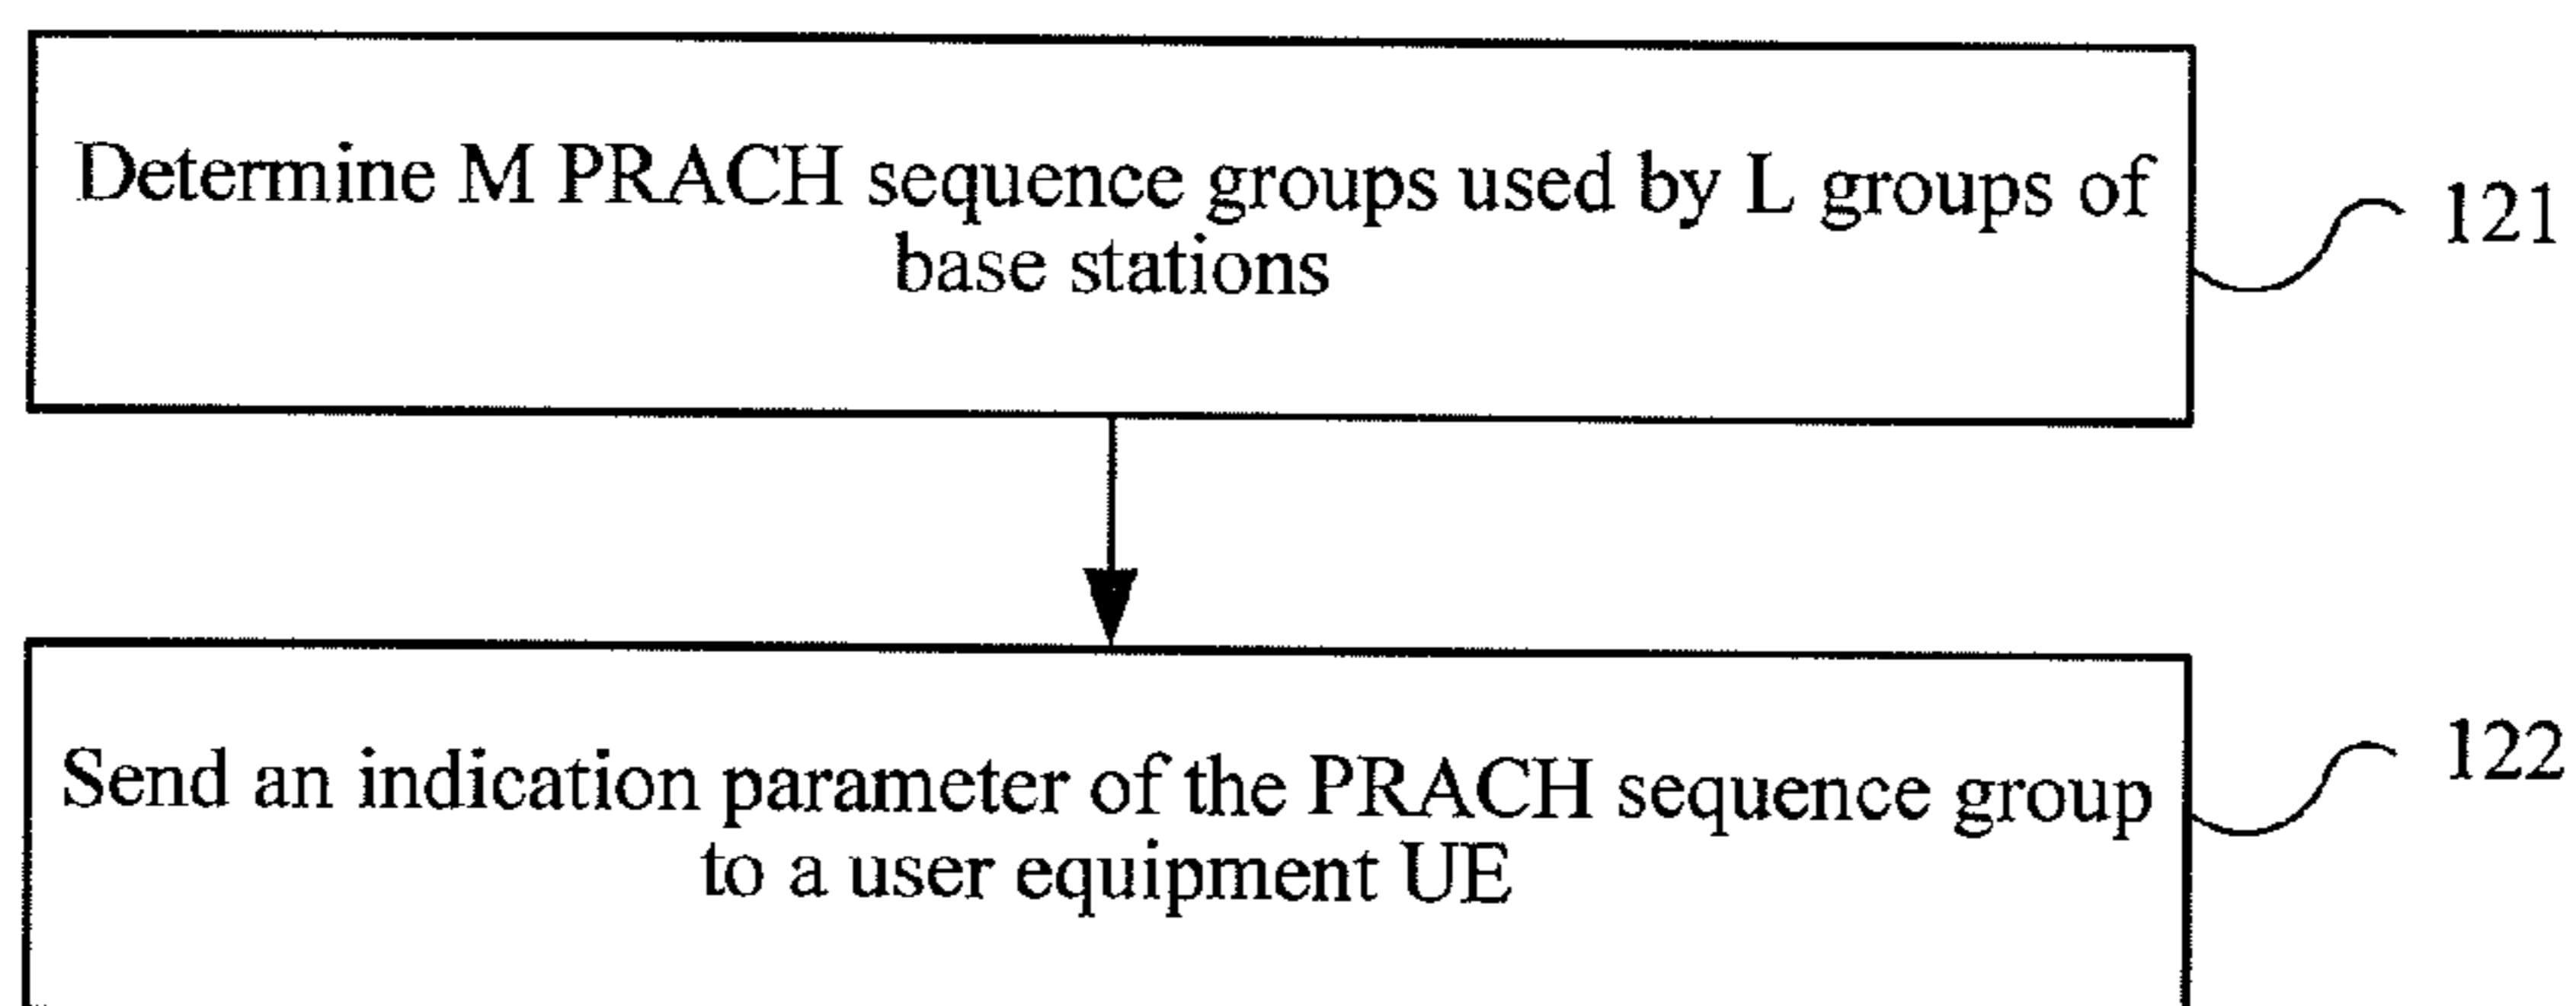 Determine M PRACH sequence groups used by L groups of
base stations
121
Send an indication parameter of the PRACH sequence group
to a user equipment UE
122